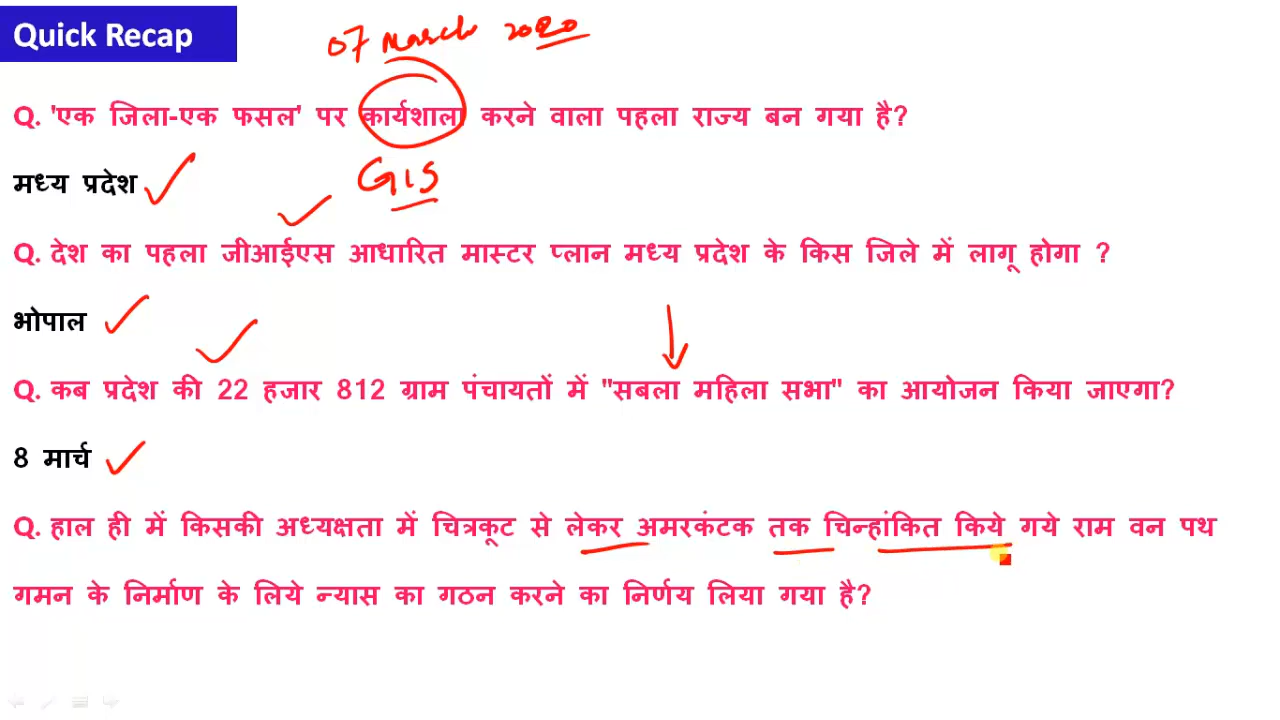 Quick Recap
07 March 2020
Q. 'एक जिला-एक फसल' पर कार्यशाला करने वाला पहला राज्य बन गया है?
मध्य प्रदेश
GIS
Q. देश का पहला जीआईएस आधारित मास्टर प्लान मध्य प्रदेश के किस जिले में लागू होगा ?
भोपाल
Q. कब प्रदेश की 22 हजार 812 ग्राम पंचायतों में "सबला महिला सभा" का आयोजन किया जाएगा?
8 मार्च
Q. हाल ही में किसकी अध्यक्षता में चित्रकूट से लेकर अमरकंटक तक चिन्हांकित किये गये राम वन पथ
गमन के निर्माण के लिये न्यास का गठन करने का निर्णय लिया गया है?